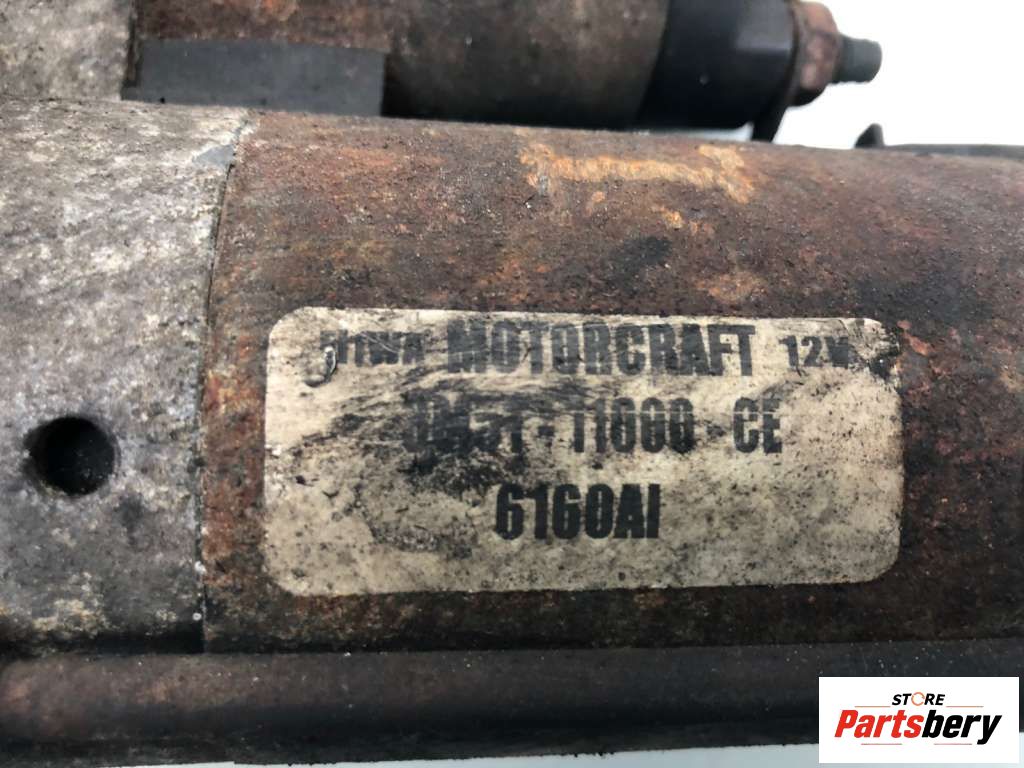 MOTORCRAFT 12V
-11000-CE
6160AI
STORE
Partsbery